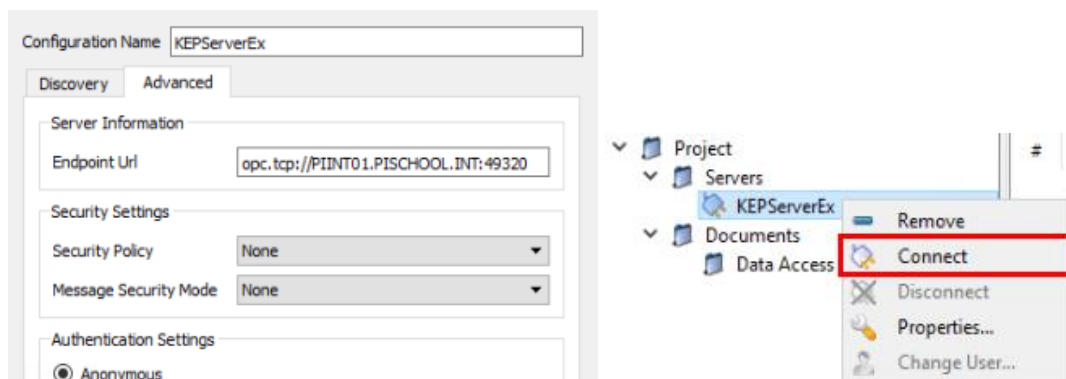 Configuration Name KEPServerEx
Discovery Advanced
Server Information
Endpoint Url opc.tcp://PIINT01.PISCHOOL.INT:49320
Security Settings
Security Policy None
Message Security Mode None
Authentication Settings
Anonymous
Project
#
Servers
KEPServerEx
Documents
Data Access
Remove
Connect
Disconnect
Properties...
Change User...